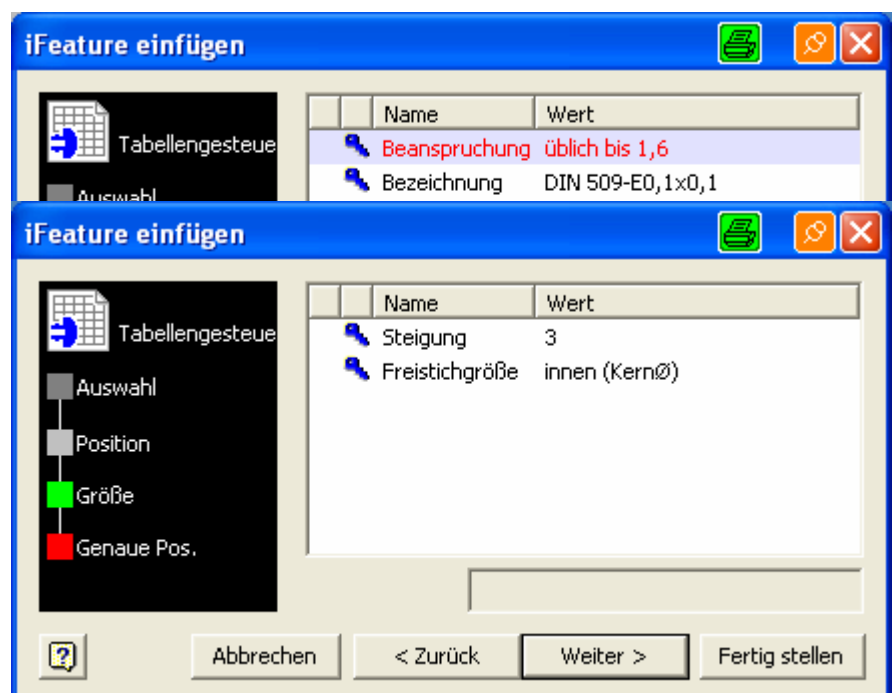 iFeature einfügen
Tabellengesteue
Name Wert
Beanspruchung üblich bis 1,6
Bezeichnung DIN 509-E0,1x0,1
Auswahl
iFeature einfügen
Tabellengesteue
Name Wert
Steigung 3
Freistichgröße innen (KernØ)
Auswahl
Position
Größe
Genaue Pos.
Abbrechen < Zurück Weiter > Fertig stellen